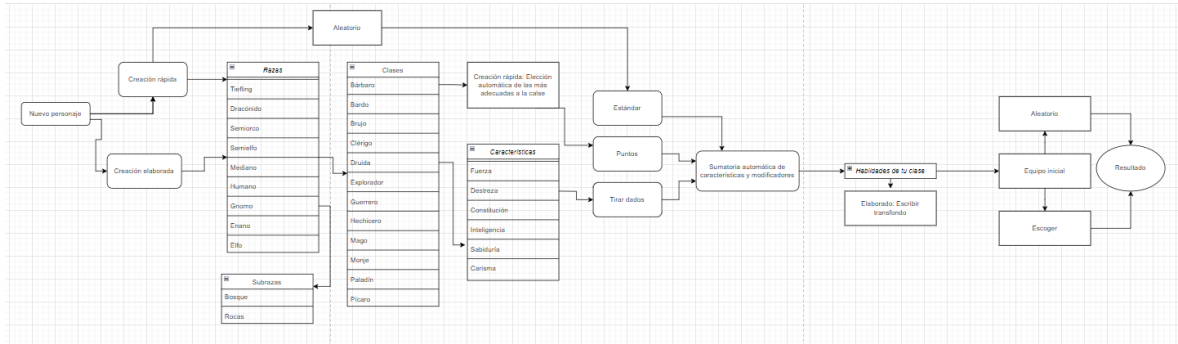 Nuevo personaje
Creación rápida
Creación elaborada
Aleatorio
Razas
Tiefling
Dracónido
Semiorco
Semielfo
Mediano
Humano
Gnomo
Enano
Elfo
Subrazas
Bosque
Rocas
Clases
Bárbaro
Bardo
Brujo
Clérigo
Druida
Explorador
Guerrero
Hechicero
Mago
Monje
Paladín
Pícaro
Creación rápida: Elección
automática de las más
adecuadas a la calse
Características
Fuerza
Destreza
Constitución
Inteligencia
Sabiduría
Carisma
Estándar
Puntos
Tirar dados
Sumatoria automática de
características y modificadores
Habilidades de tu clase
Elaborado: Escribir
transfondo
Aleatorio
Equipo inicial
Escoger
Resultado